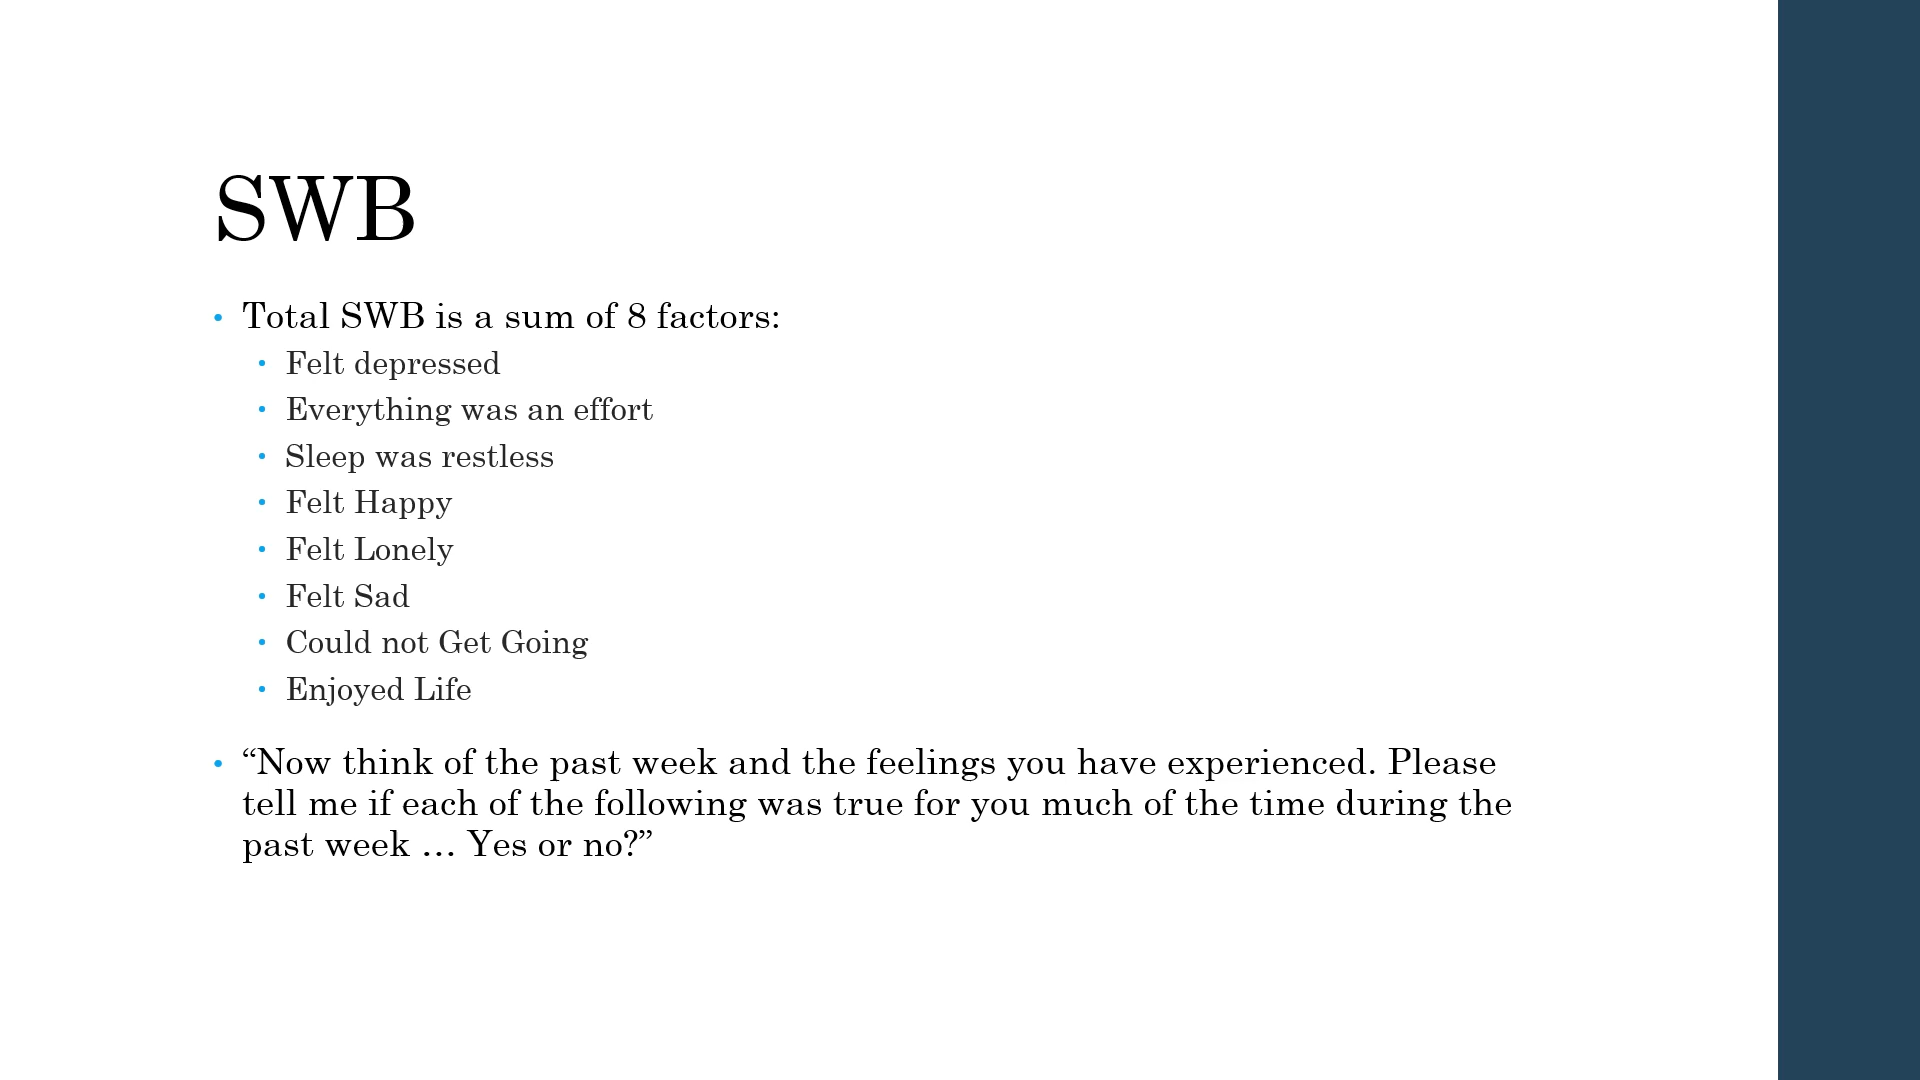 SWB
• Total SWB is a sum of 8 factors:
• Felt depressed
• Everything was an effort
• Sleep was restless
• Felt Happy
• Felt Lonely
• Felt Sad
• Could not Get Going
• Enjoyed Life
• “Now think of the past week and the feelings you have experienced. Please
tell me if each of the following was true for you much of the time during the
past week … Yes or no?”